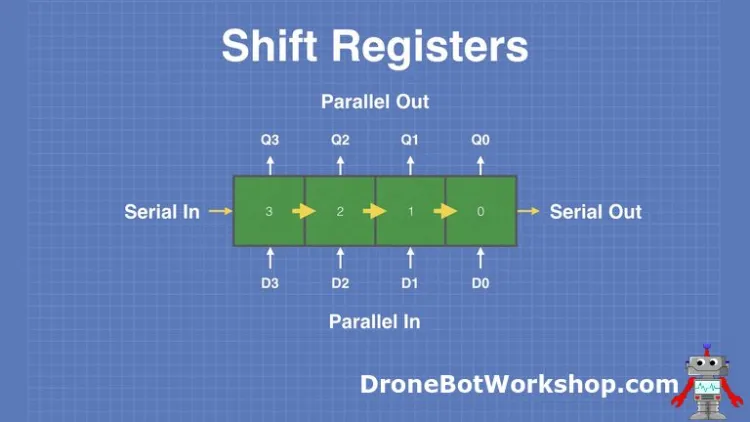 Shift Registers
Parallel Out
Q3 Q2 Q1 Q0
Serial In 3 2 1 0 Serial Out
D3 D2 D1 D0
Parallel In
DroneBotWorkshop.com